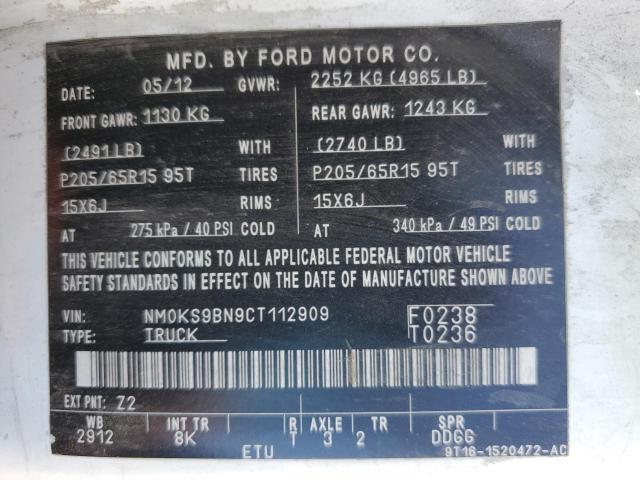 MFD. BY FORD MOTOR CO.
DATE: 05/12 GVWR: 2252 KG (4965 LB)
FRONT GAWR: 1130 KG REAR GAWR: 1243 KG
(2491 LB) WITH (2740 LB) WITH
P205/65R15 95T TIRES P205/65R15 95T TIRES
15X6J RIMS 15X6J RIMS
AT 275 kPa / 40 PSI COLD AT 340 kPa / 49 PSI COLD
THIS VEHICLE CONFORMS TO ALL APPLICABLE FEDERAL MOTOR VEHICLE
SAFETY STANDARDS IN EFFECT ON THE DATE OF MANUFACTURE SHOWN ABOVE
VIN: NM0KS9BN9CT112909 F0238
TYPE: TRUCK T0236
EXT PNT: Z2
WB INT TR R AXLE TR SPR
2912 8K T 3 2 DDGG
ETU 9T16-1520472-AC